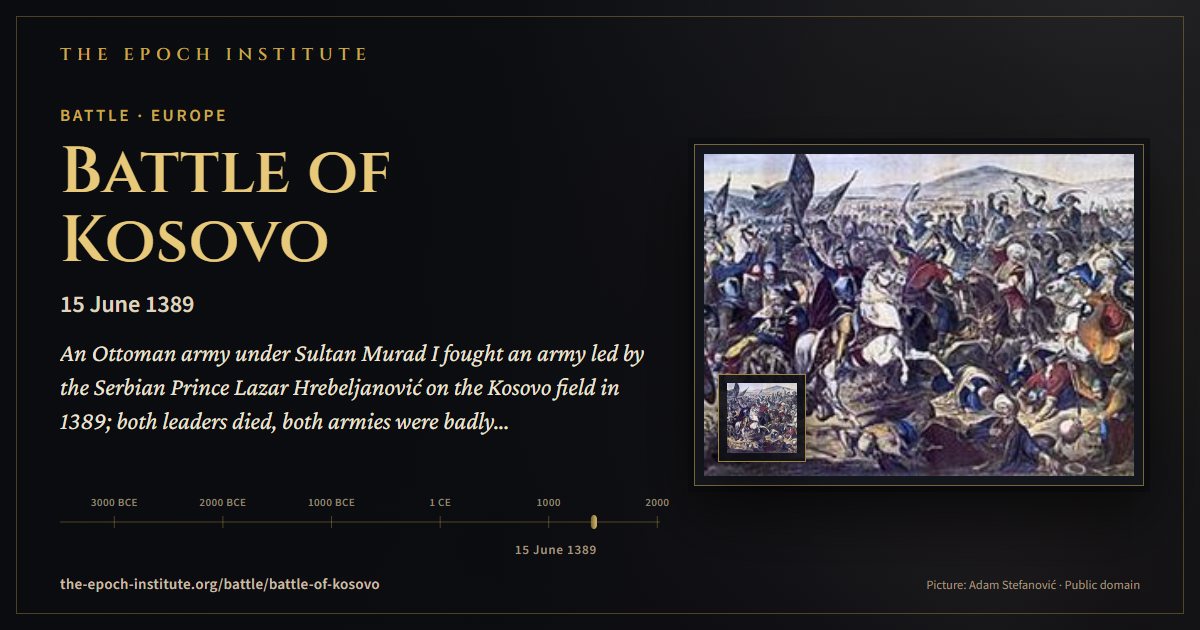 THE EPOCH INSTITUTE
BATTLE · EUROPE
BATTLE OF
KOSOVO
15 June 1389
An Ottoman army under Sultan Murad I fought an army led by
the Serbian Prince Lazar Hrebeljanović on the Kosovo field in
1389; both leaders died, both armies were badly...
3000 BCE 2000 BCE 1000 BCE 1 CE 1000 2000
15 June 1389
the-epoch-institute.org/battle/battle-of-kosovo
Picture: Adam Stefanović · Public domain